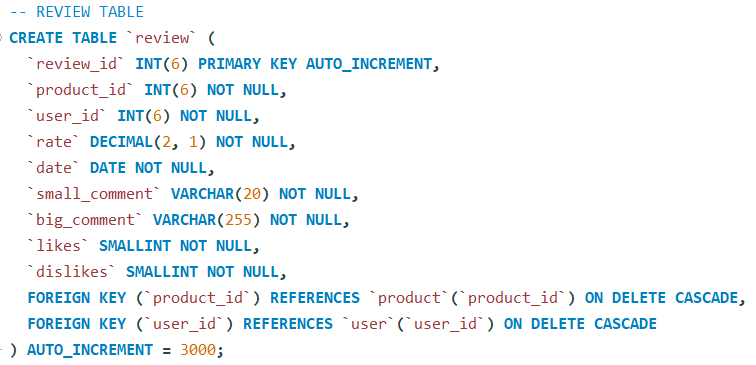 -- REVIEW TABLE
CREATE TABLE `review` (
`review_id` INT(6) PRIMARY KEY AUTO_INCREMENT,
`product_id` INT(6) NOT NULL,
`user_id` INT(6) NOT NULL,
`rate` DECIMAL(2, 1) NOT NULL,
`date` DATE NOT NULL,
`small_comment` VARCHAR(20) NOT NULL,
`big_comment` VARCHAR(255) NOT NULL,
`likes` SMALLINT NOT NULL,
`dislikes` SMALLINT NOT NULL,
FOREIGN KEY (`product_id`) REFERENCES `product`(`product_id`) ON DELETE CASCADE,
FOREIGN KEY (`user_id`) REFERENCES `user`(`user_id`) ON DELETE CASCADE
) AUTO_INCREMENT = 3000;